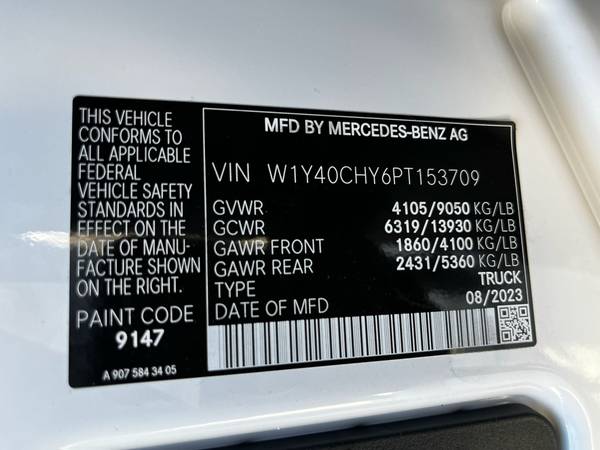 THIS VEHICLE
CONFORMS TO
ALL APPLICABLE
FEDERAL
VEHICLE SAFETY
STANDARDS IN
EFFECT ON THE
DATE OF MANU-
FACTURE SHOWN
ON THE RIGHT.
PAINT CODE
9147
A 907 584 34 05
MFD BY MERCEDES-BENZ AG
VIN W1Y40CHY6PT153709
GVWR 4105/9050 KG/LB
GCWR 6319/13930 KG/LB
GAWR FRONT 1860/4100 KG/LB
GAWR REAR 2431/5360 KG/LB
TYPE TRUCK
DATE OF MFD 08/2023